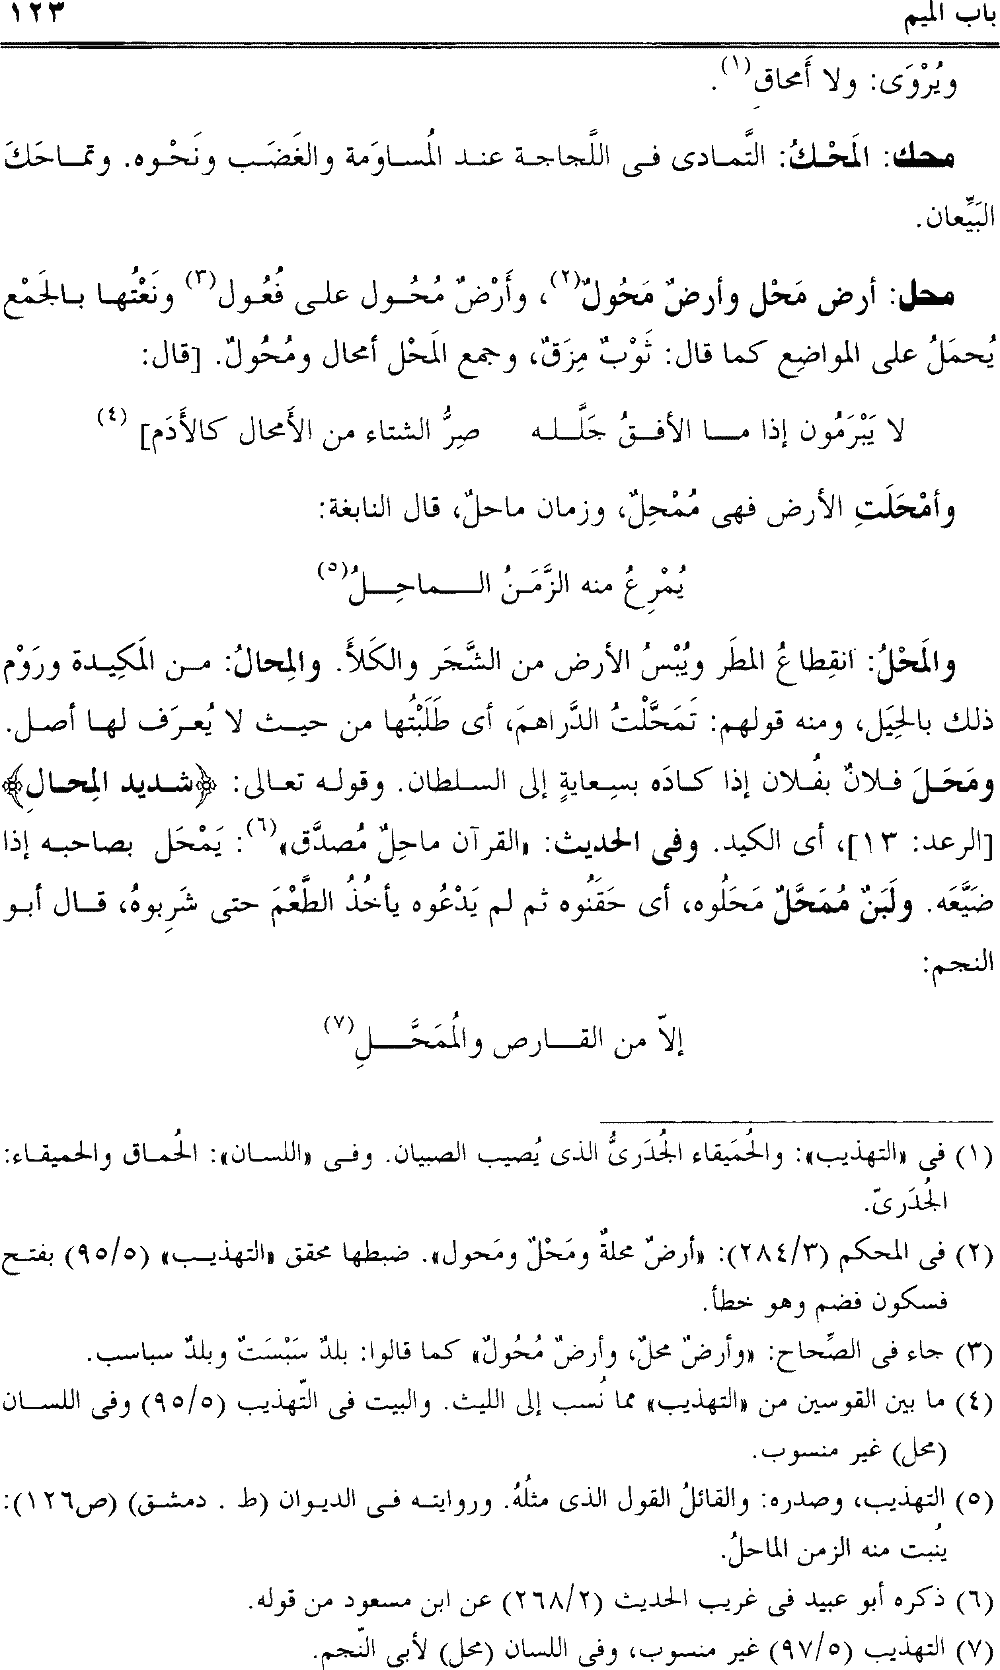 باب الميم ١٢٣
ويُرْوَى: ولا أَمحاقِ(١).
محك: المَحْكُ: التَّمادى فى اللَّجاجة عند المُساوَمة والغَضَب ونَحْوه. وتماحَكَ
البَيِّعان.
محل: أرض مَحْل وأرضٌ مَحُولٌ(٢)، وأَرْضٌ مُحُول على فُعُول(٣) ونَعْتُها بالجَمْع
يُحمَلُ على المواضِع كما قال: ثَوْبٌ مِزَقٌ، وجمع المَحْل أمحال ومُحُولٌ. [قال:
لا يَبْرَمُون إذا ما الأفقُ جَلَّله صِرُّ الشتاء من الأَمحال كالأَدَم] (٤)
وأمْحَلَتِ الأرض فهى مُمْحِلٌ، وزمان ماحلٌ، قال النابغة:
يُمْرِعُ منه الزَّمَنُ الماحِلُ(٥)
والمَحْلُ: انقِطاعُ المطَر ويُبْسُ الأرض من الشَّجَر والكَلأَ. والمِحالُ: من المَكِيدة ورَوْم
ذلك بالحِيَل، ومنه قولهم: تَمَحَّلْتُ الدَّراهمَ، أى طَلَبْتُها من حيث لا يُعرَف لها أصل.
ومَحَلَ فلانٌ بفُلان إذا كادَه بسِعايةٍ إلى السلطان. وقوله تعالى: ﴿شديد المِحالِ﴾
[الرعد: ١٣]، أى الكيد. وفى الحديث: «القرآن ماحِلٌ مُصدَّق»(٦): يَمْحَل بصاحبه إذا
ضَيَّعَه. ولَبَنٌ مُمَحَّلٌ مَحَلُوه، أى حَقَنُوه ثم لم يَدْعُوه يأخُذُ الطَّعْمَ حتى شَرِبوهُ، قال أبو
النجم:
إلاّ من القارص والمُمَحَّلِ(٧)
(١) فى «التهذيب»: والحُمَيقاء الجُدَرىُّ الذى يُصيب الصبيان. وفى «اللسان»: الحُماق والحميقاء:
الجُدَرىّ.
(٢) فى المحكم (٢٨٤/٣): «أرضٌ محلةٌ ومَحْلٌ ومَحول». ضبطها محقق «التهذيب» (٩٥/٥) بفتح
فسكون فضم وهو خطأ.
(٣) جاء فى الصِّحاح: «وأرضٌ محلٌ، وأرضٌ مُحُولٌ» كما قالوا: بلدٌ سَبْسَتٌ وبلدٌ سباسب.
(٤) ما بين القوسين من «التهذيب» مما نُسب إلى الليث. والبيت فى التّهذيب (٩٥/٥) وفى اللسان
(محل) غير منسوب.
(٥) التهذيب، وصدره: والقائلُ القول الذى مثلُهُ. وروايته فى الديوان (ط . دمشق) (ص١٢٦):
يُنبت منه الزمن الماحلُ.
(٦) ذكره أبو عبيد فى غريب الحديث (٢٦٨/٢) عن ابن مسعود من قوله.
(٧) التهذيب (٩٧/٥) غير منسوب، وفى اللسان (محل) لأبى النّجم.